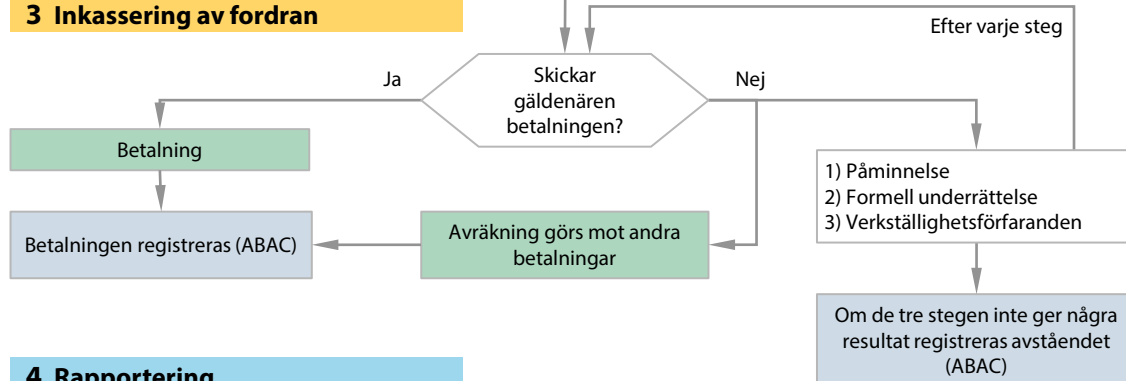 3 Inkassering av fordran
Efter varje steg
Ja
Skickar
gäldenären
betalningen?
Nej
Betalning
1) Påminnelse
2) Formell underrättelse
3) Verkställighetsförfaranden
Betalningen registreras (ABAC)
Avräkning görs mot andra
betalningar
Om de tre stegen inte ger några
resultat registreras avståendet
(ABAC)
4 Rapportering